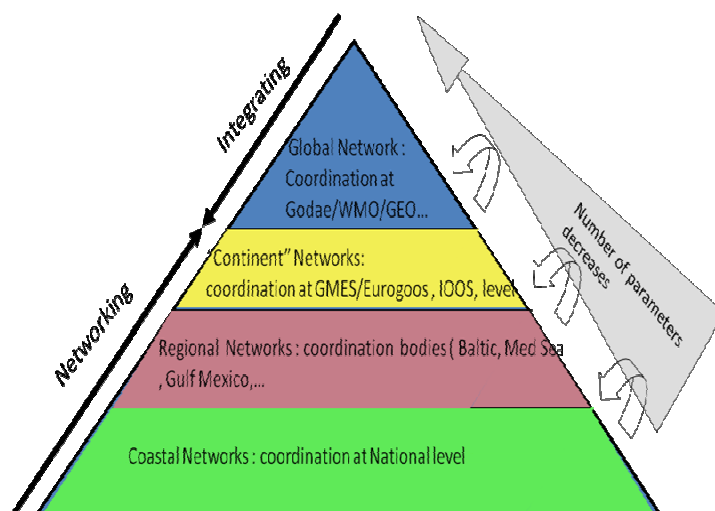 Integrating
Global Network :
Coordination at
Godae/WMO/GEO...
Number of parameters
decreases
"Continent" Networks:
coordination at GMES/Eurogoos , IOOS, level
Networking
Regional Networks : coordination bodies ( Baltic, Med Sea
, Gulf Mexico,...
Coastal Networks : coordination at National level